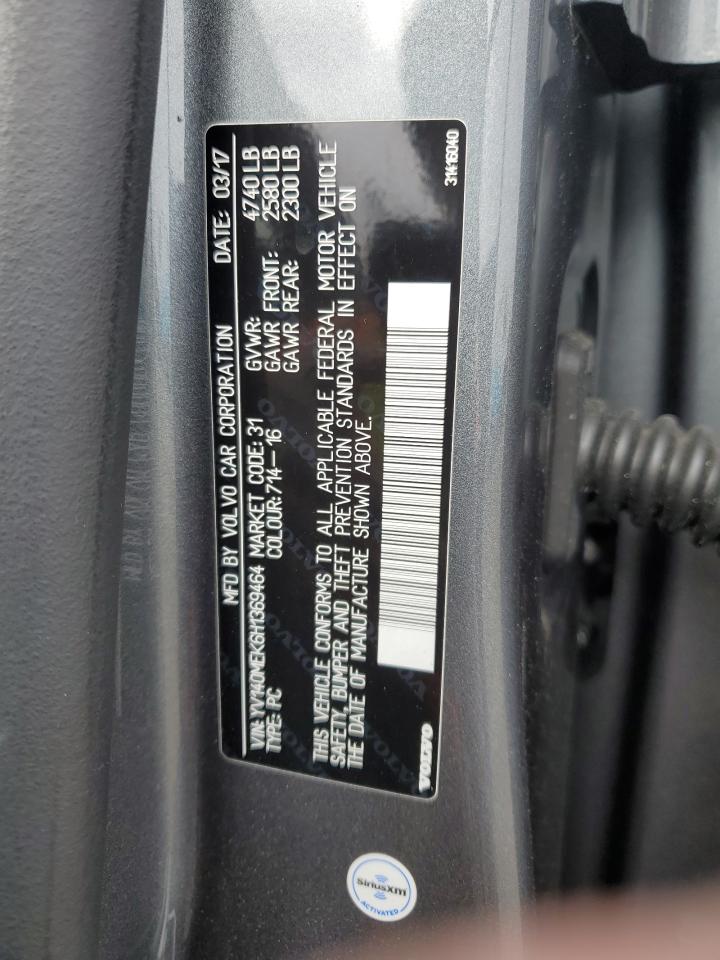 MFD BY VOLVO CAR CORPORATION DATE: 03/17
VIN: YV140MEK6H1369464 MARKET CODE: 31 GVWR: 4740 LB
TYPE: PC COLOUR: 714-16 GAWR FRONT: 2580 LB
GAWR REAR: 2300 LB
THIS VEHICLE CONFORMS TO ALL APPLICABLE FEDERAL MOTOR VEHICLE
SAFETY, BUMPER AND THEFT PREVENTION STANDARDS IN EFFECT ON
THE DATE OF MANUFACTURE SHOWN ABOVE.
VOLVO 31416040
SiriusXm
ACTIVATED